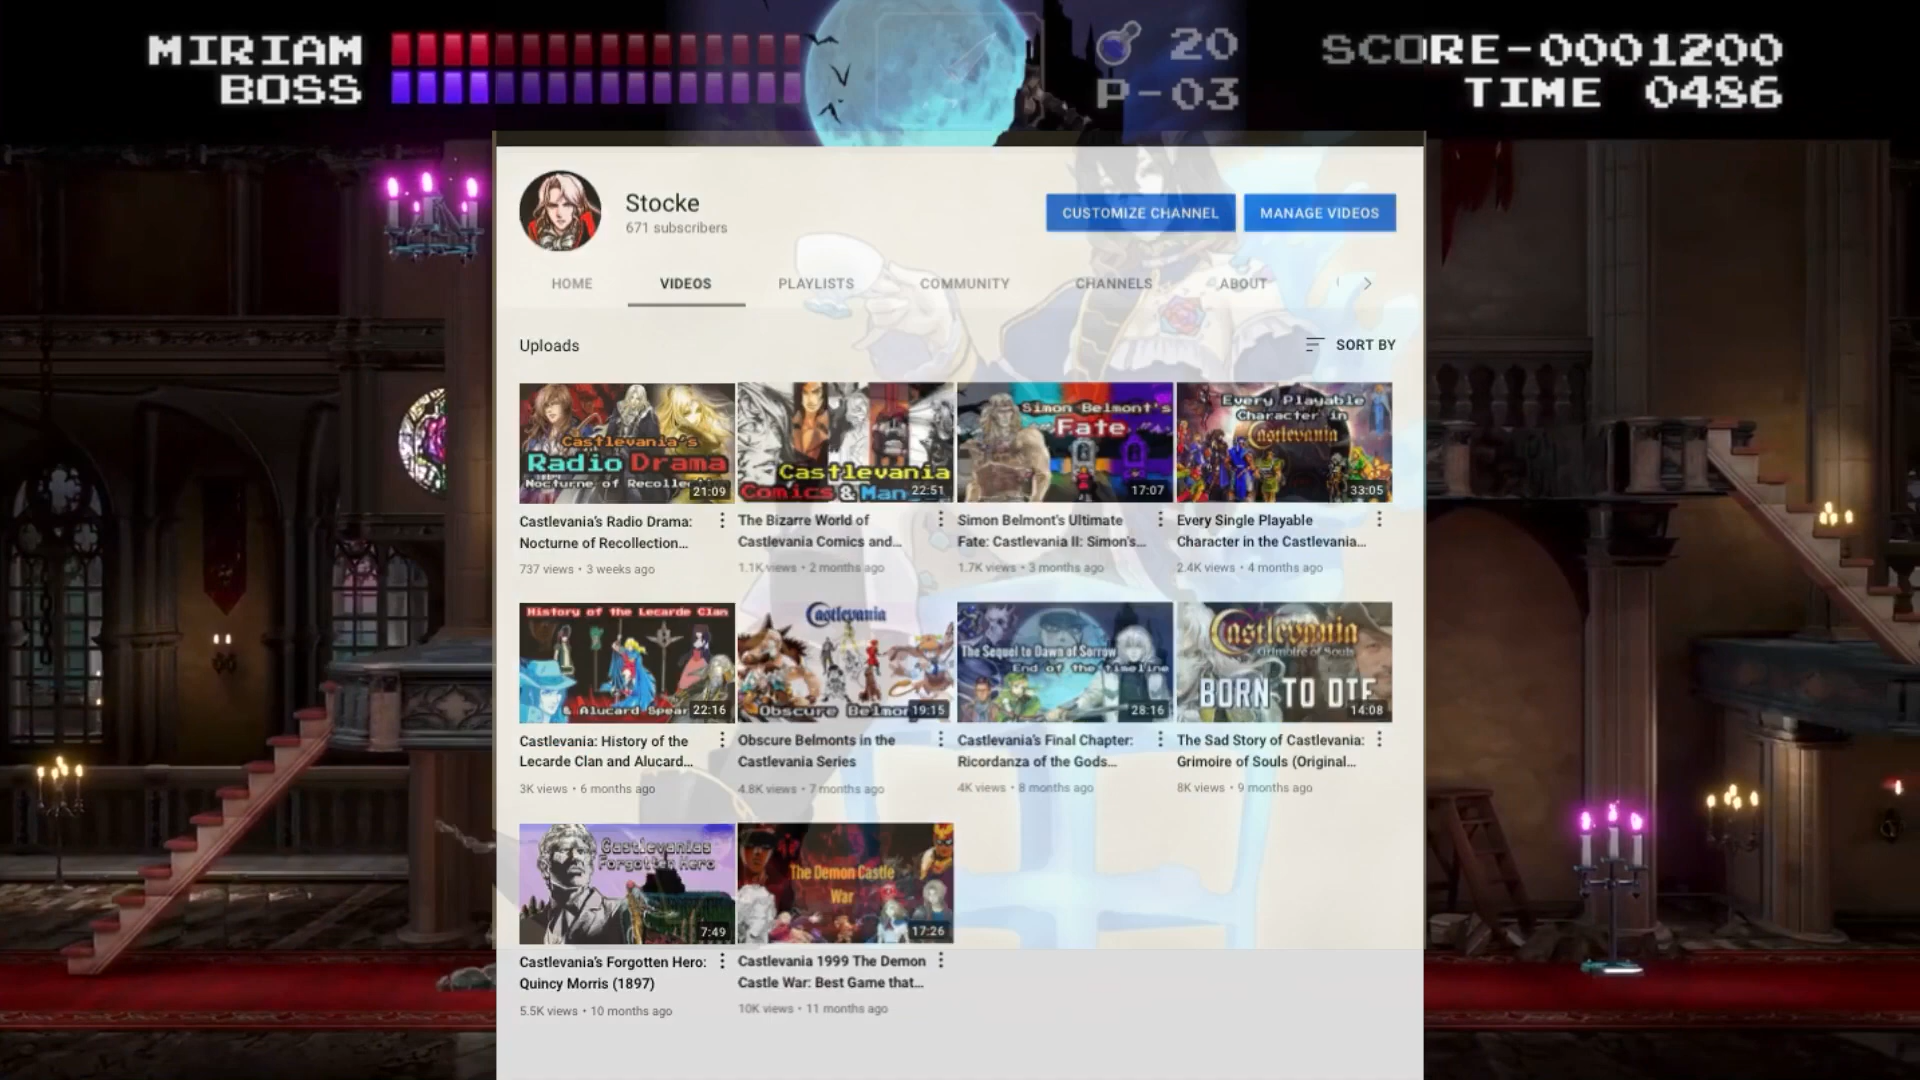 MIRIAM
BOSS
20
P-03
SCORE-0001200
TIME 0486
Stocke
671 subscribers
CUSTOMIZE CHANNEL
MANAGE VIDEOS
HOME
VIDEOS
PLAYLISTS
COMMUNITY
CHANNELS
ABOUT
Uploads
SORT BY
Castlevania's
Radio Drama
Nocturne of
21:09
Castlevania's Radio Drama:
Nocturne of Recollection...
737 views • 3 weeks ago
Castlevania
Comics & Man
22:51
The Bizarre World of
Castlevania Comics and...
1.1K views • 2 months ago
Simon Belmont's
Fate
17:07
Simon Belmont's Ultimate
Fate: Castlevania II: Simon's...
1.7K views • 3 months ago
Every Playable
Character in
Castlevania
33:05
Every Single Playable
Character in the Castlevania...
2.4K views • 4 months ago
History of the Lecarde Clan
& Alucard Spear
22:16
Castlevania: History of the
Lecarde Clan and Alucard...
3K views • 6 months ago
Castlevania
Obscure Belmon
19:15
Obscure Belmonts in the
Castlevania Series
4.8K views • 7 months ago
The Sequel to Dawn of Sorrow
End of the timeline
28:16
Castlevania's Final Chapter:
Ricordanza of the Gods...
4K views • 8 months ago
Castlevania
Grimoire of Souls
BORN TO DIE
14:08
The Sad Story of Castlevania:
Grimoire of Souls (Original...
8K views • 9 months ago
Castlevanias
Forgotten Hero
7:49
Castlevania's Forgotten Hero:
Quincy Morris (1897)
5.5K views • 10 months ago
The Demon Castle
War
17:26
Castlevania 1999 The Demon
Castle War: Best Game that...
10K views • 11 months ago